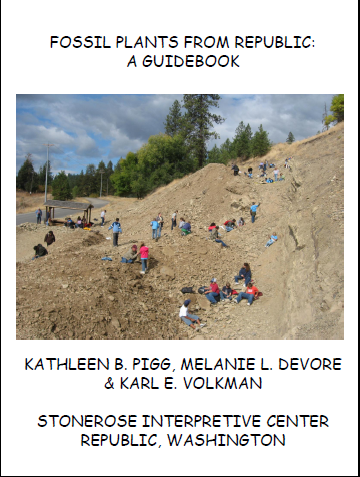 FOSSIL PLANTS FROM REPUBLIC:
A GUIDEBOOK
KATHLEEN B. PIGG, MELANIE L. DEVORE
& KARL E. VOLKMAN
STONEROSE INTERPRETIVE CENTER
REPUBLIC, WASHINGTON